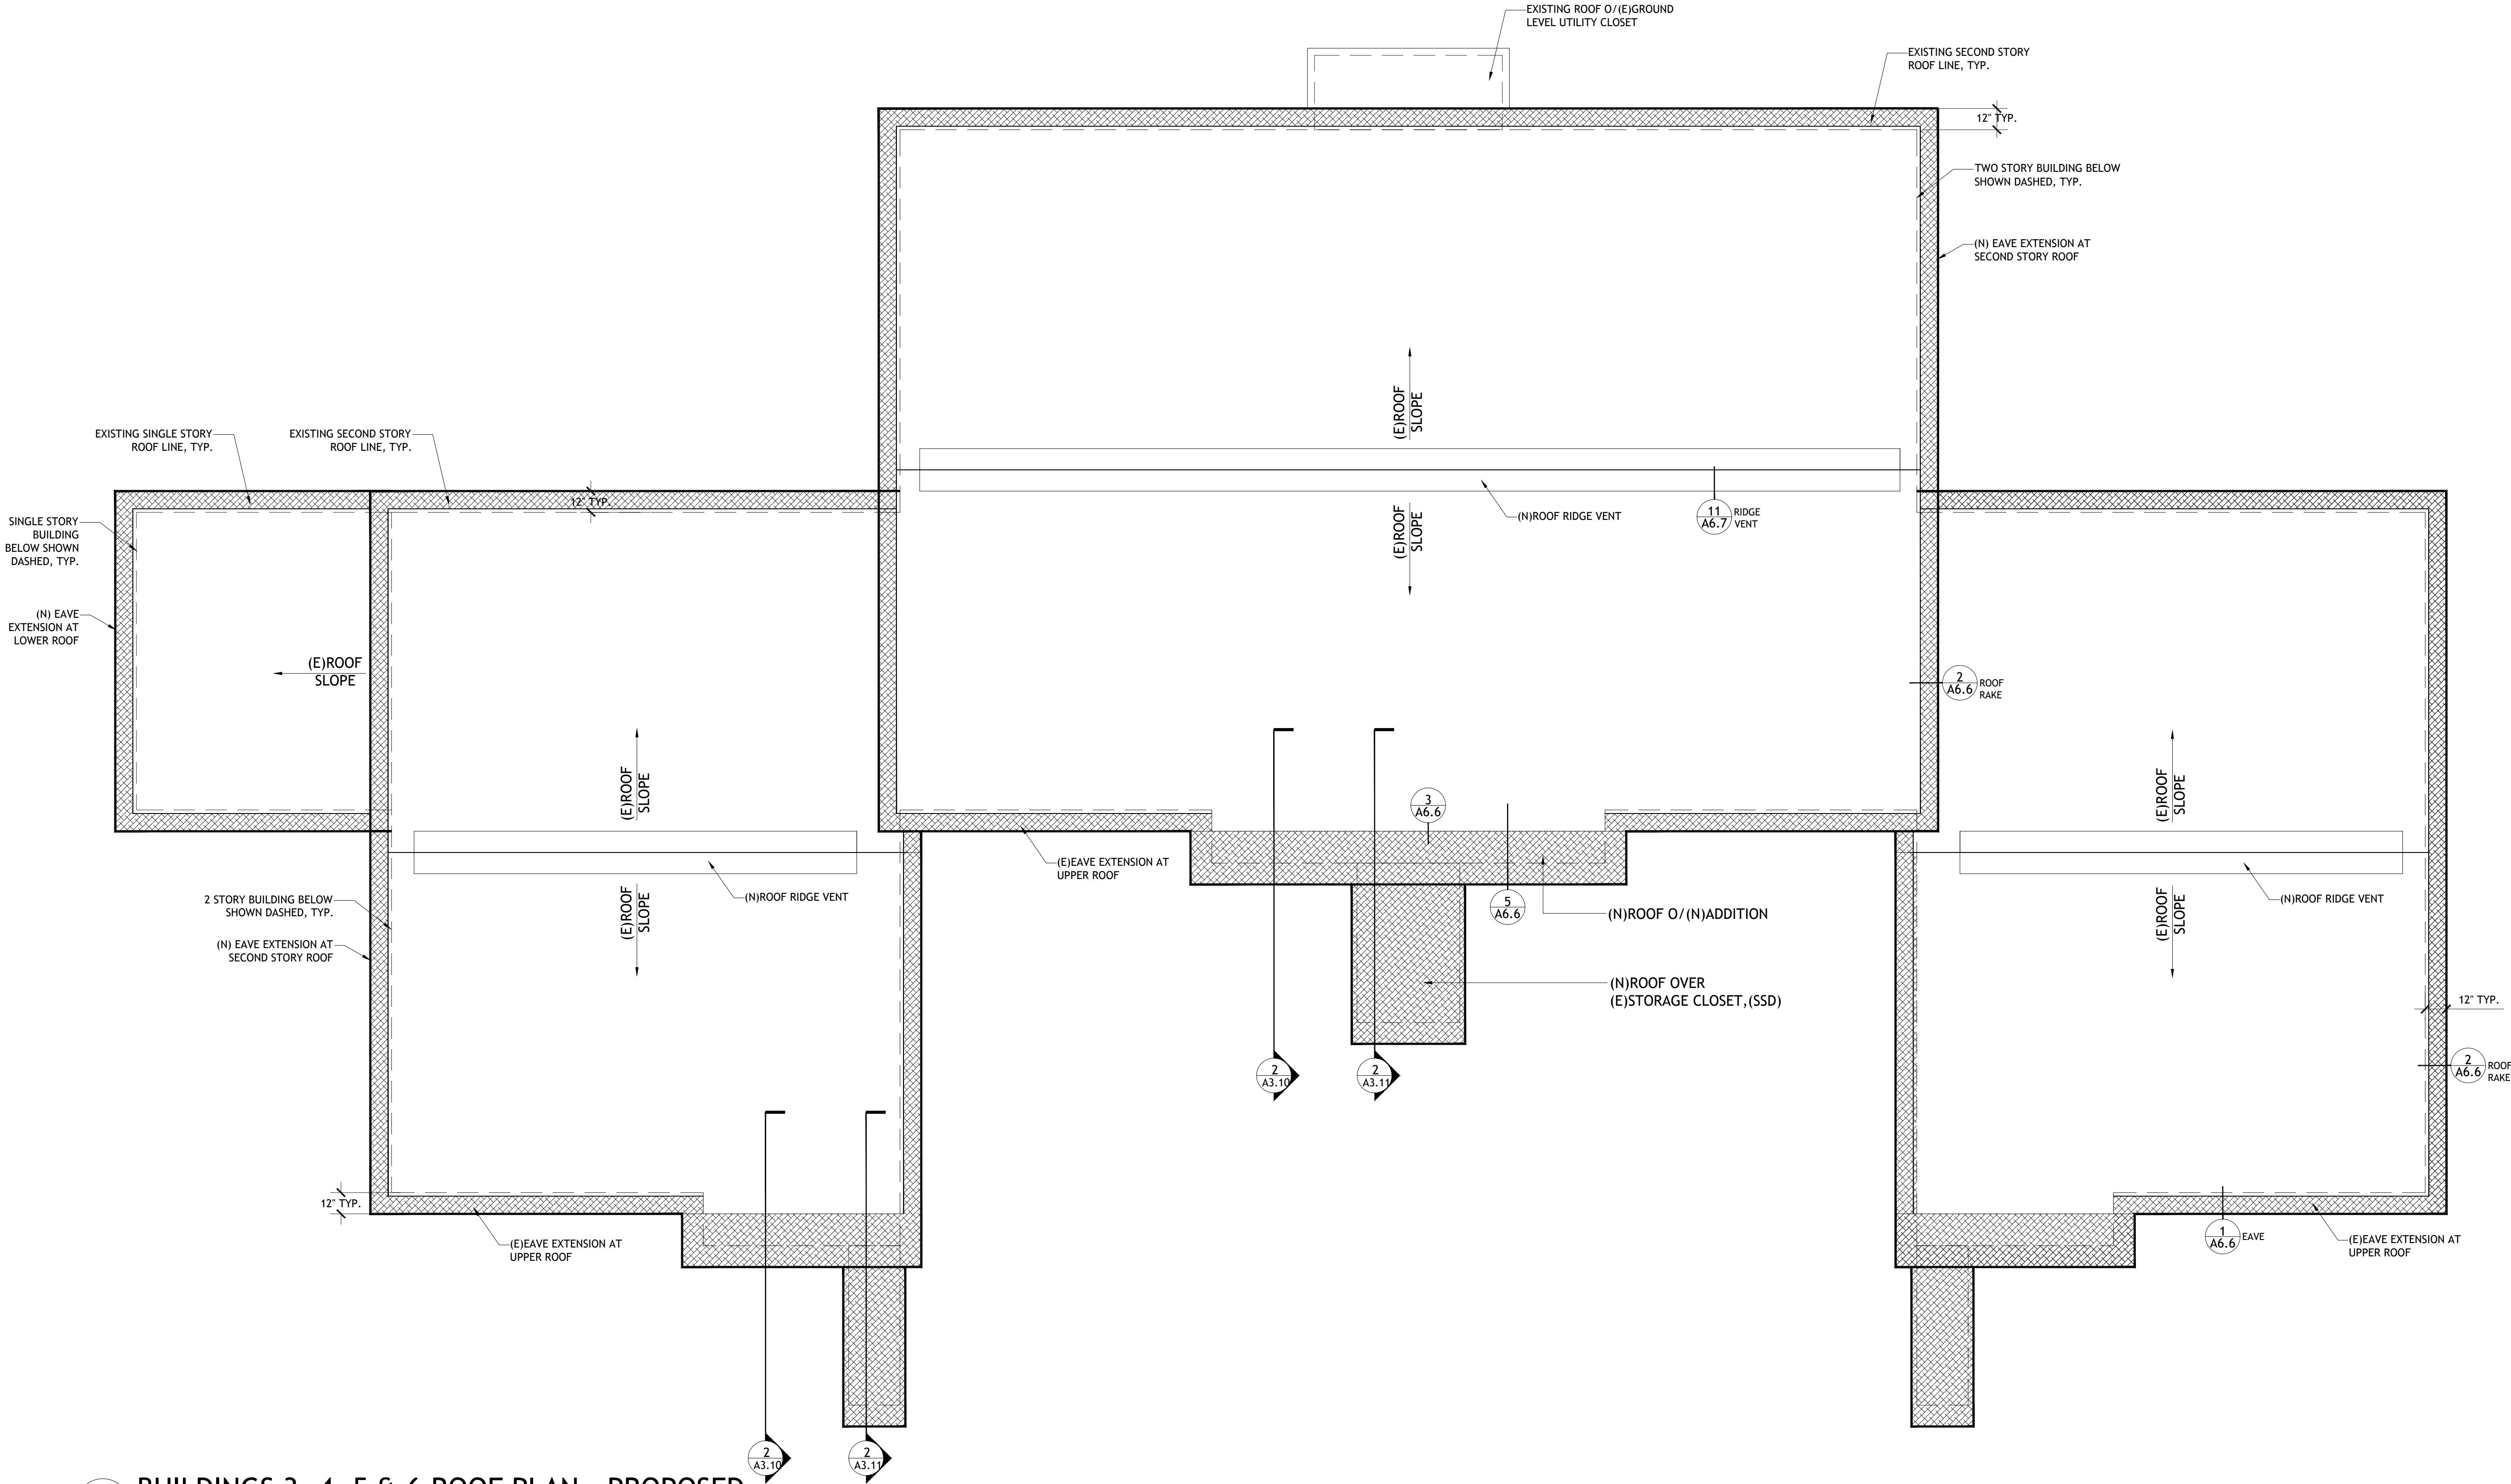 EXISTING ROOF O/(E)GROUND
LEVEL UTILITY CLOSET
EXISTING SECOND STORY
ROOF LINE, TYP.
12" TYP.
TWO STORY BUILDING BELOW
SHOWN DASHED, TYP.
(N) EAVE EXTENSION AT
SECOND STORY ROOF
(E)ROOF
SLOPE
EXISTING SINGLE STORY
ROOF LINE, TYP.
EXISTING SECOND STORY
ROOF LINE, TYP.
12" TYP.
SINGLE STORY
BUILDING
BELOW SHOWN
DASHED, TYP.
(N)ROOF RIDGE VENT
11
A6.7
RIDGE
VENT
(E)ROOF
SLOPE
(N) EAVE
EXTENSION AT
LOWER ROOF
(E)ROOF
SLOPE
2
A6.6
ROOF
RAKE
(E)ROOF
SLOPE
(E)ROOF
SLOPE
3
A6.6
(E)EAVE EXTENSION AT
UPPER ROOF
(N)ROOF RIDGE VENT
(N)ROOF RIDGE VENT
2 STORY BUILDING BELOW
SHOWN DASHED, TYP.
(E)ROOF
SLOPE
5
A6.6
(N)ROOF O/(N)ADDITION
(E)ROOF
SLOPE
(N) EAVE EXTENSION AT
SECOND STORY ROOF
(N)ROOF OVER
(E)STORAGE CLOSET,(SSD)
12" TYP.
2
A3.10
2
A3.11
2
A6.6
ROOF
RAKE
12" TYP.
(E)EAVE EXTENSION AT
UPPER ROOF
1
A6.6
EAVE
(E)EAVE EXTENSION AT
UPPER ROOF
2
A3.10
2
A3.11